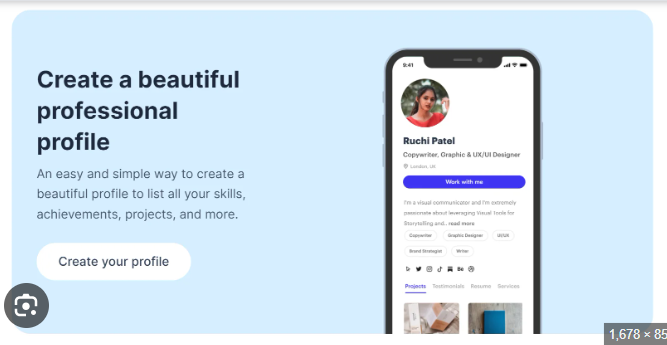 Create a beautiful
professional
profile
An easy and simple way to create a
beautiful profile to list all your skills,
achievements, projects, and more.
Create your profile
9:41
Ruchi Patel
Copywriter, Graphic & UX/UI Designer
London, UK
Work with me
I'm a visual communicator and I'm extremely
passionate about leveraging Visual Tools for
Storytelling and... read more
Copywriter Graphic Designer UX/UI
Brand Strategist Writer
Projects Testimonials Resume Services
1,678 × 85